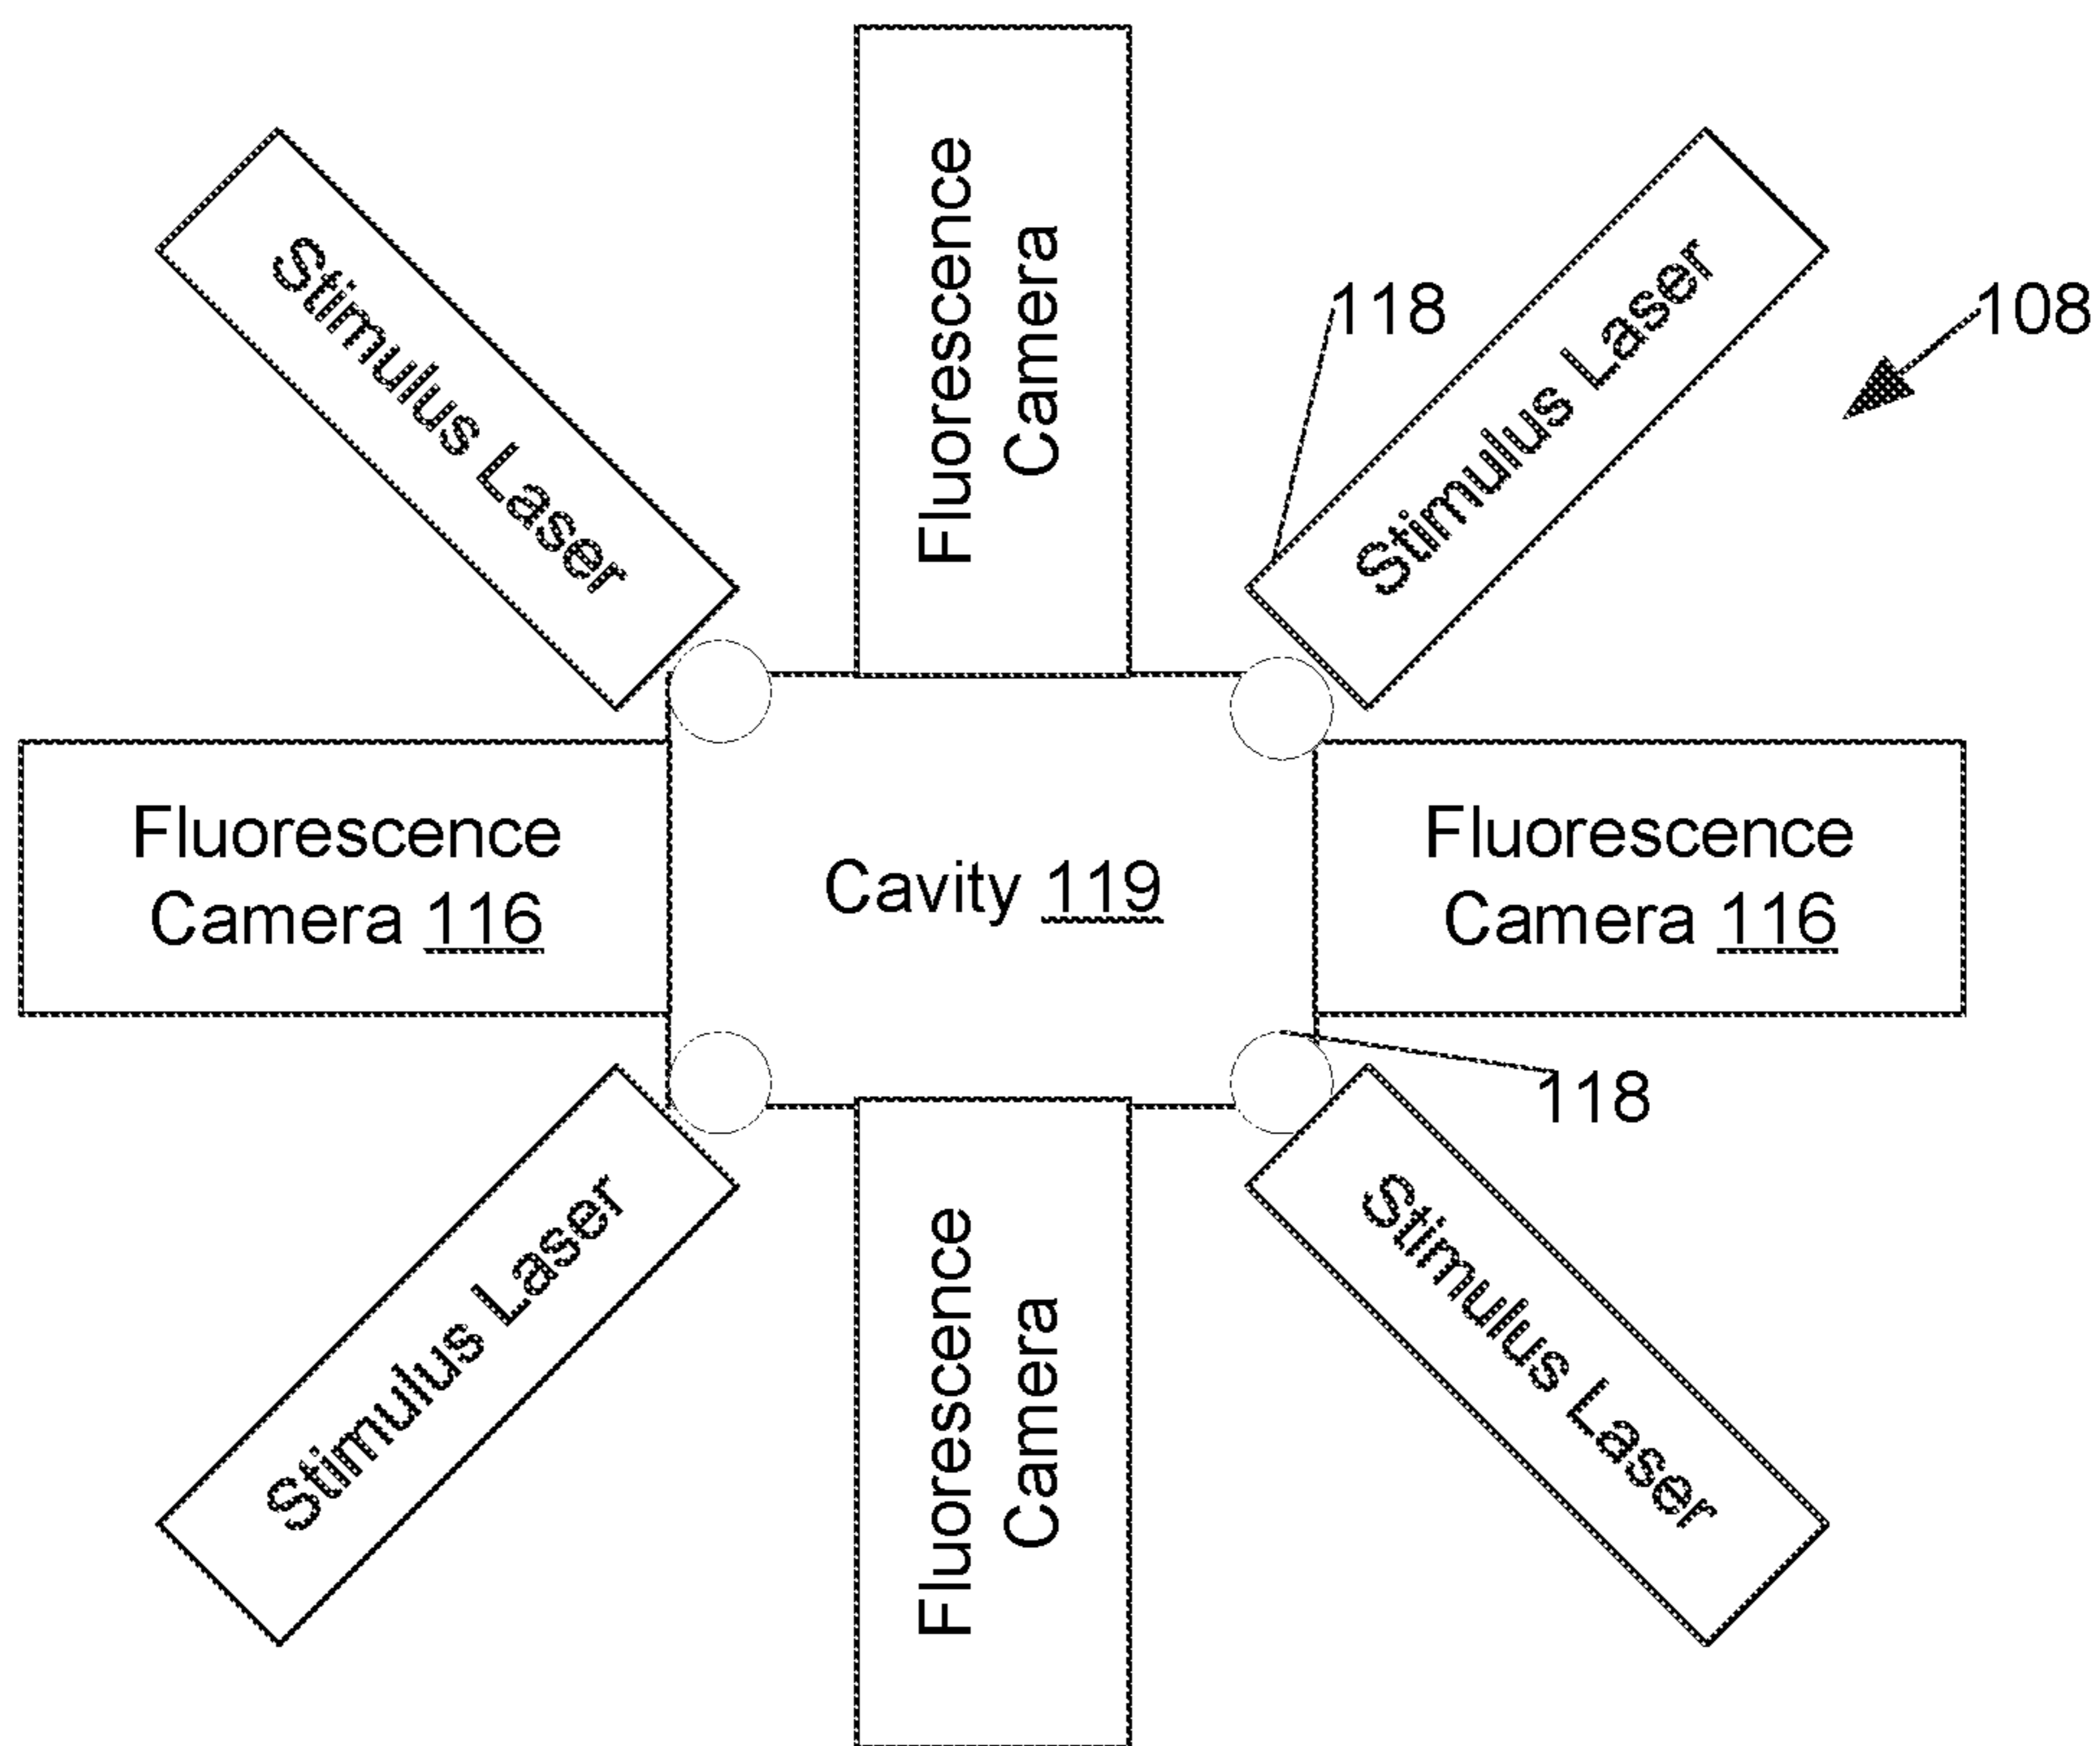 Fluorescence
Camera
Stimulus Laser
Stimulus Laser
118
108
Fluorescence
Camera 116
Cavity 119
Fluorescence
Camera 116
118
Stimulus Laser
Fluorescence
Camera
Stimulus Laser